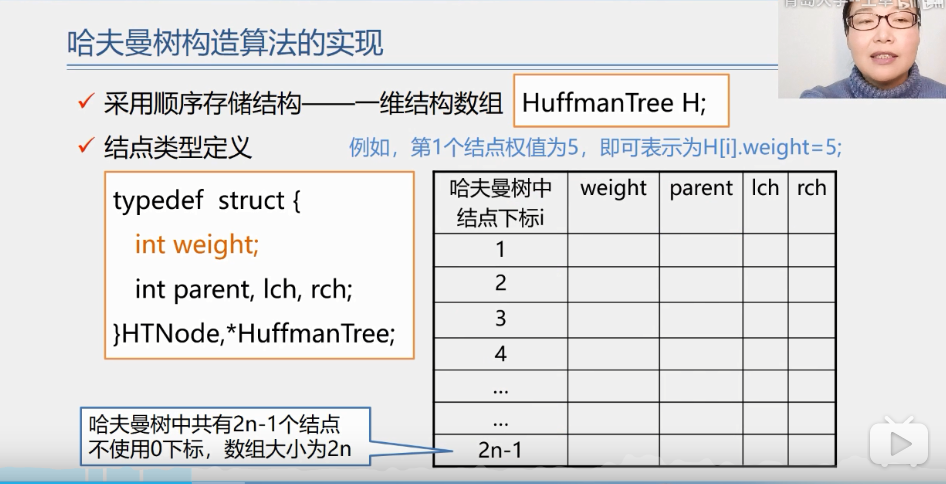 哈夫曼树构造算法的实现
✓ 采用顺序存储结构——一维结构数组 HuffmanTree H;
✓ 结点类型定义
例如，第1个结点权值为5，即可表示为H[i].weight=5;
typedef struct {
int weight;
int parent, lch, rch;
}HTNode,*HuffmanTree;
哈夫曼树中
结点下标i
weight parent lch rch
1
2
3
4
...
...
2n-1
哈夫曼树中共有2n-1个结点
不使用0下标，数组大小为2n